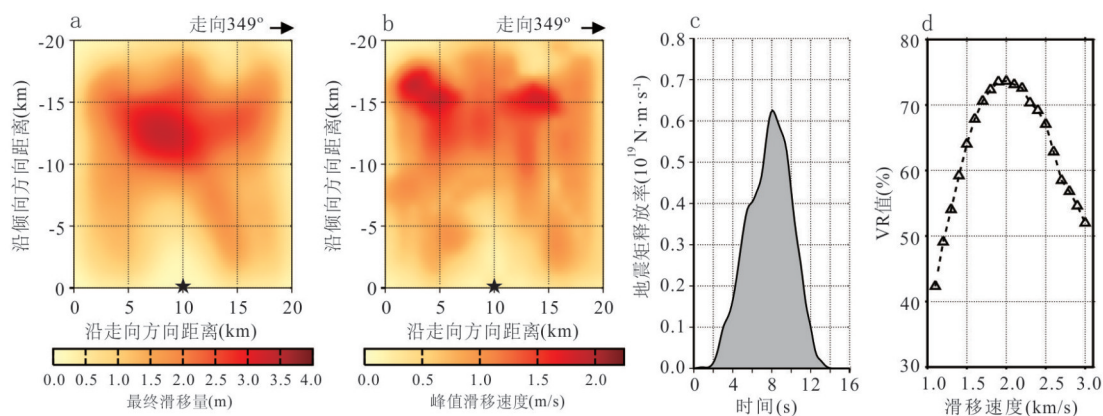 a
走向349°
沿倾向方向距离(km)
-20
-15
-10
-5
0
0 5 10 15 20
沿走向方向距离(km)
0.0 0.5 1.0 1.5 2.0 2.5 3.0 3.5 4.0
最终滑移量(m)
b
走向349°
沿倾向方向距离(km)
-20
-15
-10
-5
0
0 5 10 15 20
沿走向方向距离(km)
0.0 0.5 1.0 1.5 2.0
峰值滑移速度(m/s)
c
地震矩释放率(10¹⁹ N·m·s⁻¹)
0.8
0.7
0.6
0.5
0.4
0.3
0.2
0.1
0.0
0 4 8 12 16
时间(s)
d
VR值(%)
80
70
60
50
40
30
1.0 1.5 2.0 2.5 3.0
滑移速度(km/s)